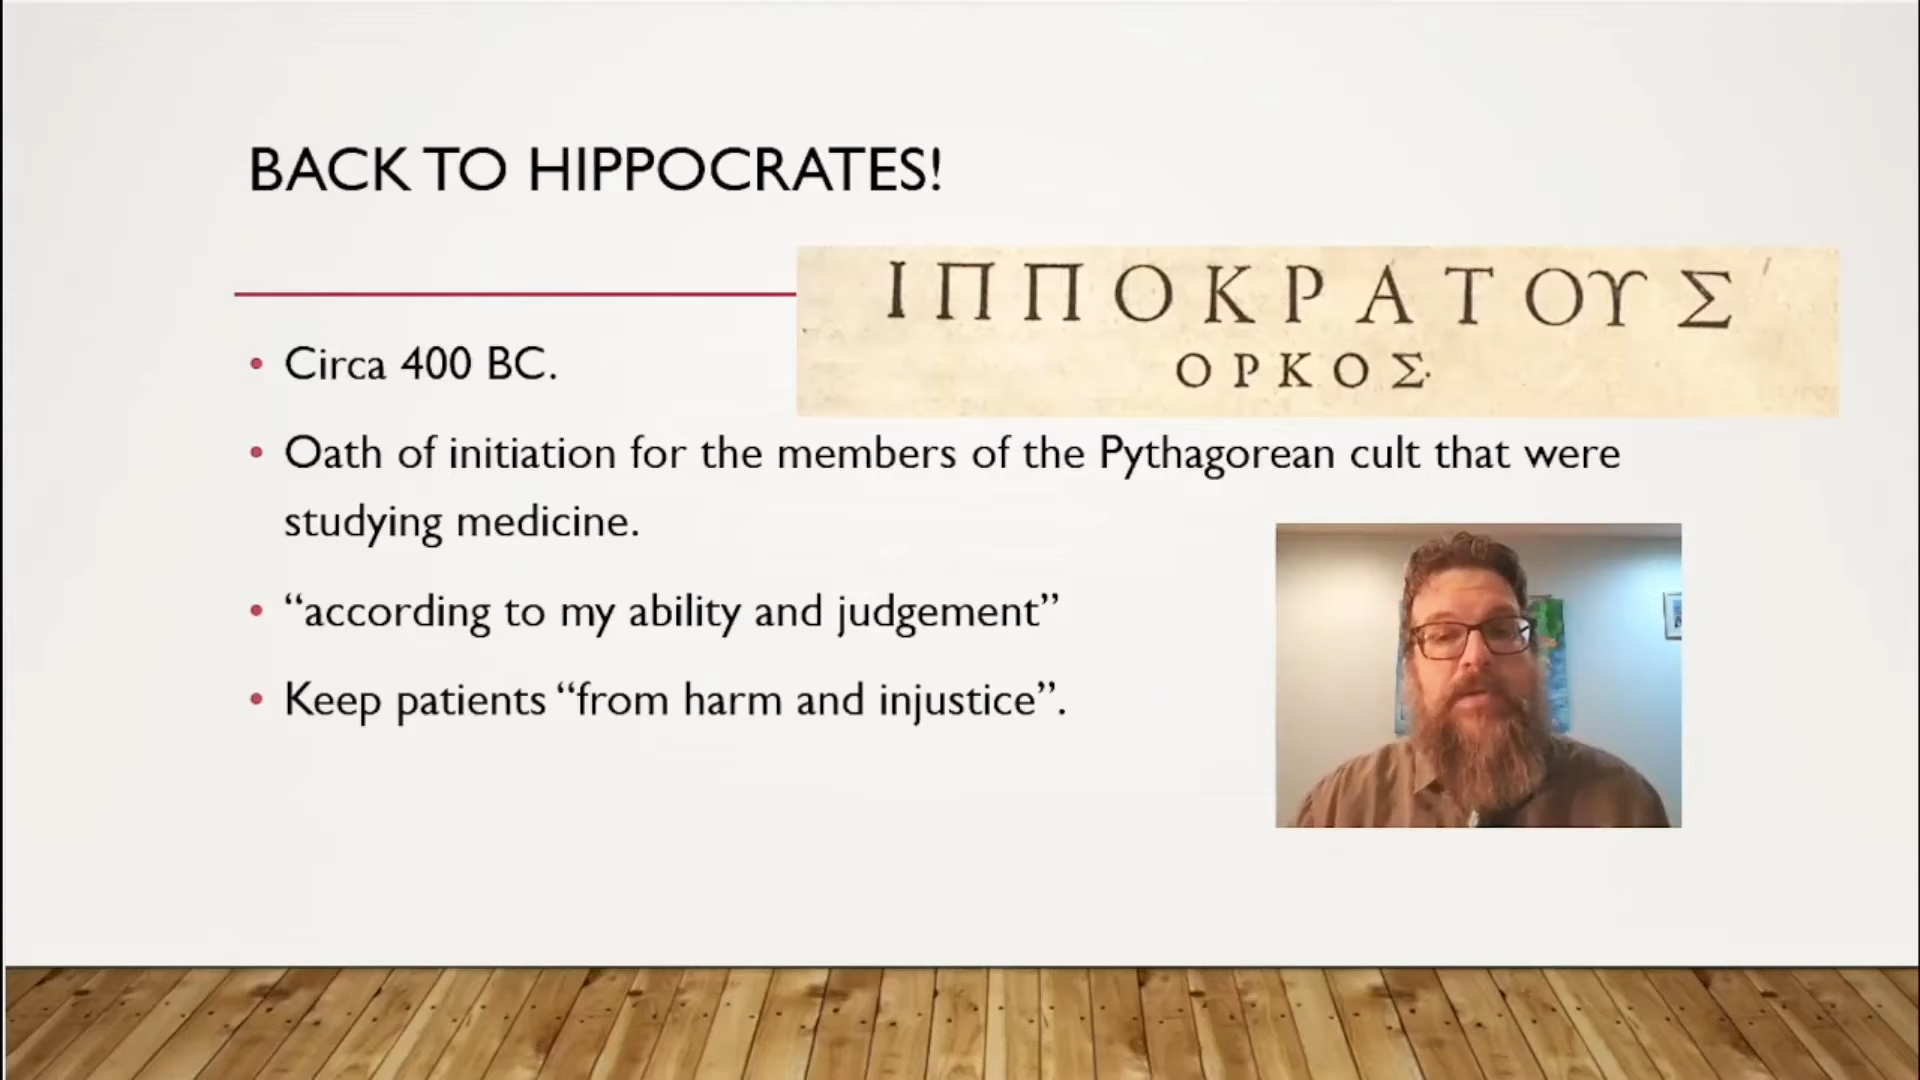 BACK TO HIPPOCRATES!
ΙΠΠΟΚΡΑΤΟΥΣ
ΟΡΚΟΣ.
• Circa 400 BC.
• Oath of initiation for the members of the Pythagorean cult that were
studying medicine.
• “according to my ability and judgement”
• Keep patients “from harm and injustice”.